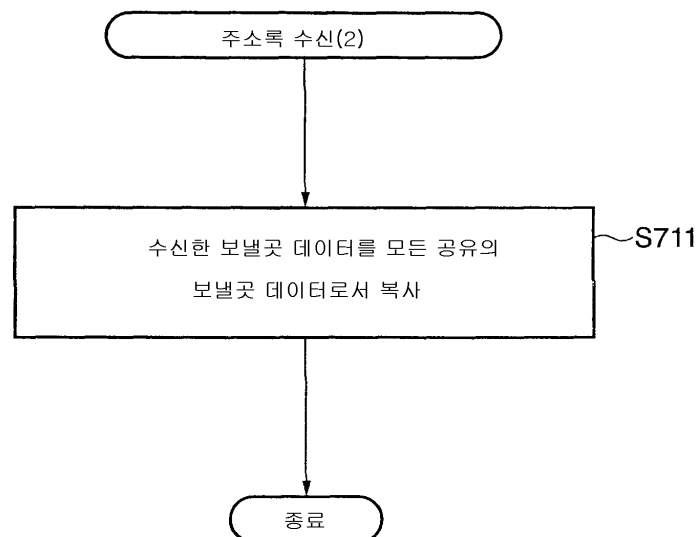 주소록 수신(2)
수신한 보낼곳 데이터를 모든 공유의
S711
보낼곳 데이터로서 복사
종료